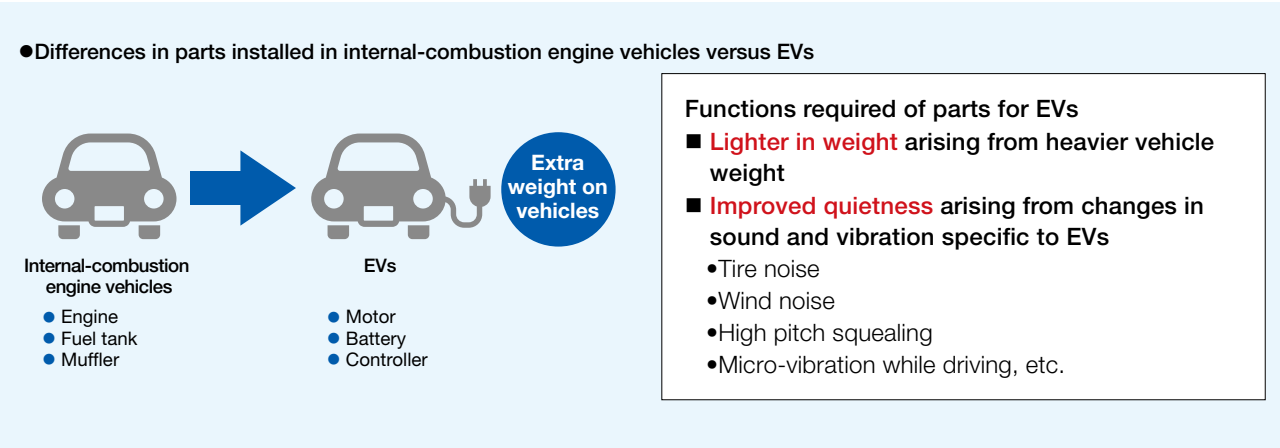 ●Differences in parts installed in internal-combustion engine vehicles versus EVs
Extra
weight on
vehicles
Internal-combustion
engine vehicles
● Engine
● Fuel tank
● Muffler
EVs
● Motor
● Battery
● Controller
Functions required of parts for EVs
■ Lighter in weight arising from heavier vehicle
weight
■ Improved quietness arising from changes in
sound and vibration specific to EVs
•Tire noise
•Wind noise
•High pitch squealing
•Micro-vibration while driving, etc.